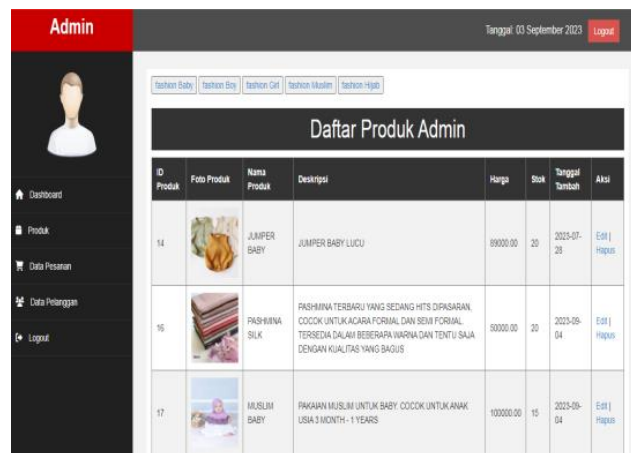 Admin
Tanggal: 03 September 2023 Logout
fashion Baby fashion Boy fashion Girl fashion Muslim fashion Hijab
Daftar Produk Admin
Dashboard
Produk
Data Pesanan
Data Pelanggan
Logout
ID Produk Foto Produk Nama Produk Deskripsi Harga Stok Tanggal Tambah Aksi
14 JUMPER BABY JUMPER BABY LUCU 89000.00 20 2023-07-28 Edit | Hapus
16 PASHMINA SILK PASHMINA TERBARU YANG SEDANG HITS DIPASARAN, COCOK UNTUK ACARA FORMAL DAN SEMI FORMAL. TERSEDIA DALAM BEBERAPA WARNA DAN TENTU SAJA DENGAN KUALITAS YANG BAGUS 50000.00 20 2023-09-04 Edit | Hapus
17 MUSLIM BABY PAKAIAN MUSLIM UNTUK BABY. COCOK UNTUK ANAK USIA 3 MONTH - 1 YEARS 100000.00 15 2023-09-04 Edit | Hapus